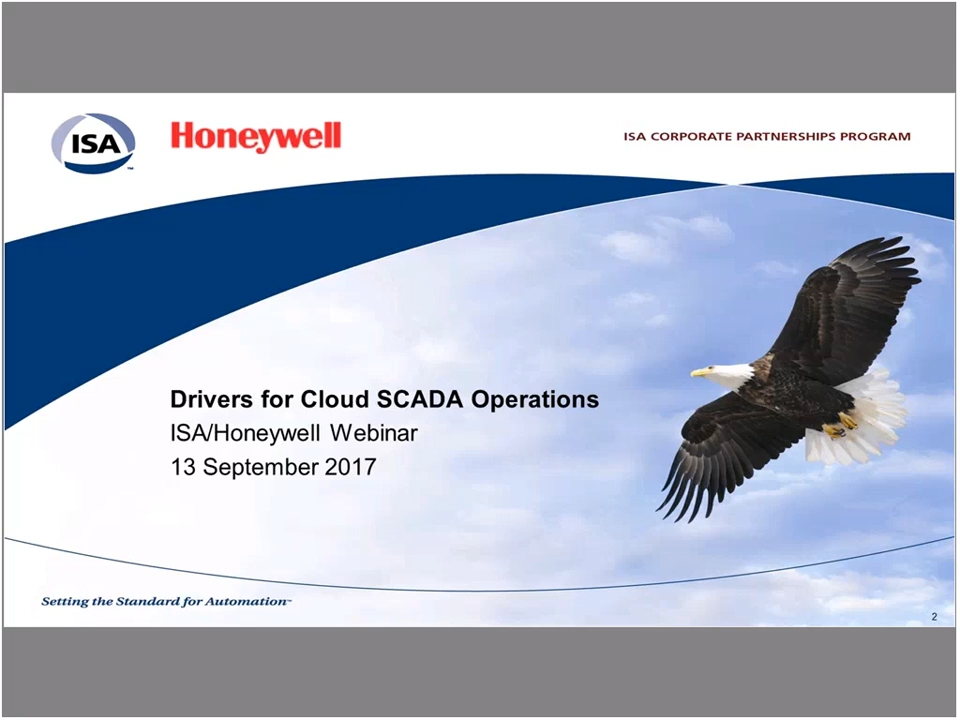 ISA
TM
Honeywell
ISA CORPORATE PARTNERSHIPS PROGRAM
Drivers for Cloud SCADA Operations
ISA/Honeywell Webinar
13 September 2017
Setting the Standard for Automation™
2